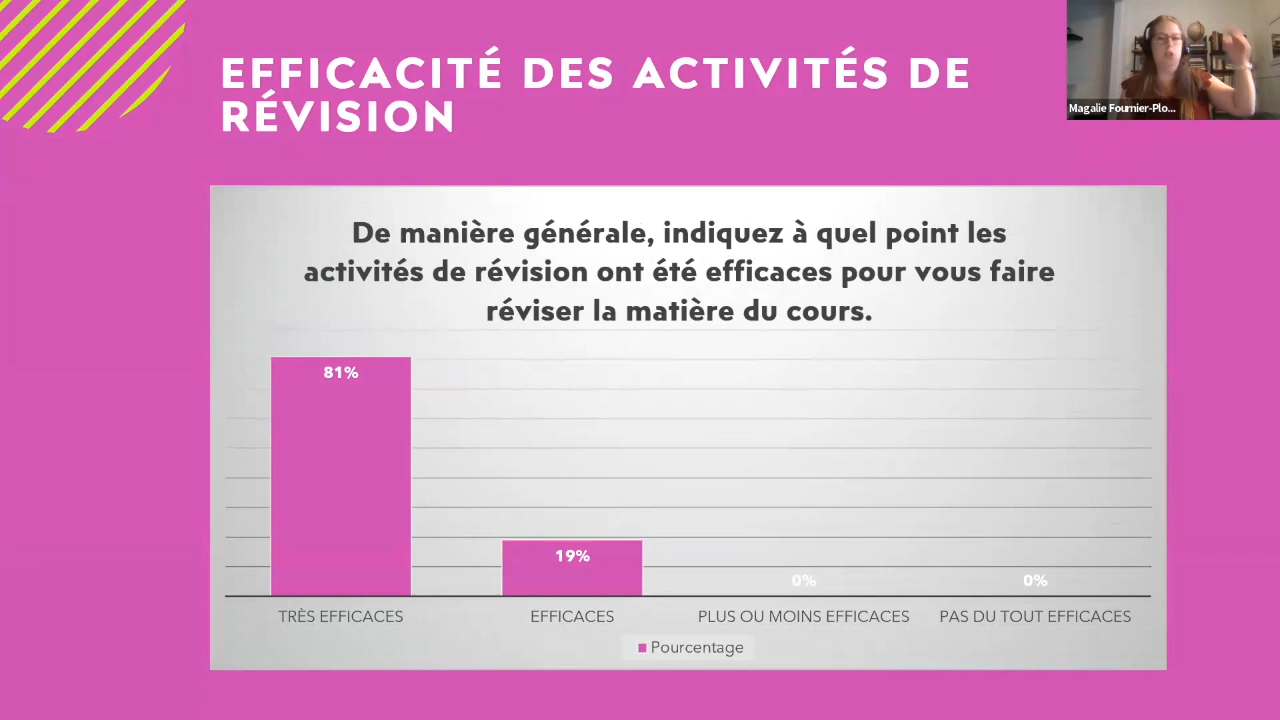 EFFICACITÉ DES ACTIVITÉS DE
RÉVISION
Magalie Fournier-Plo...
De manière générale, indiquez à quel point les
activités de révision ont été efficaces pour vous faire
réviser la matière du cours.
81%
19%
0%
0%
TRÈS EFFICACES
EFFICACES
PLUS OU MOINS EFFICACES
PAS DU TOUT EFFICACES
Pourcentage